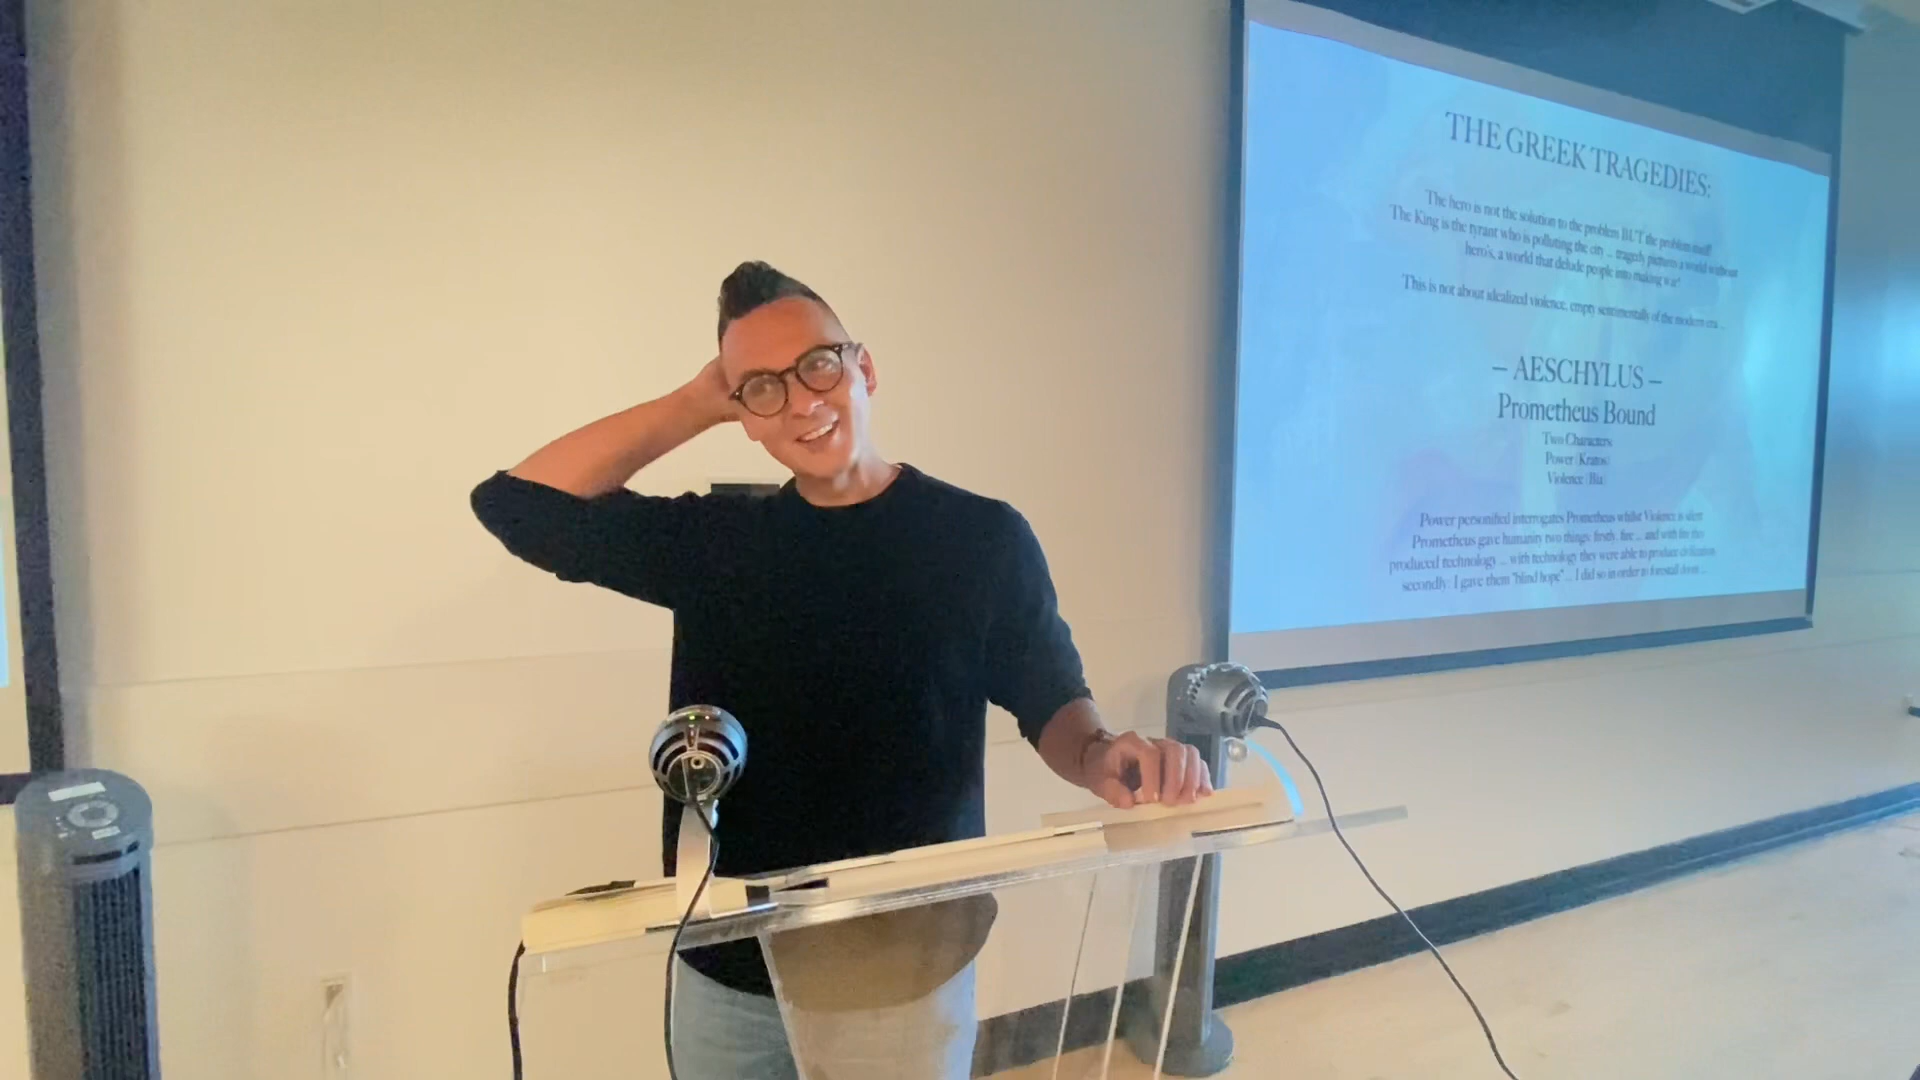 THE GREEK TRAGEDIES:
The hero is not the solution to the problem BUT the problem itself!
The King is the tyrant who is polluting the city ... tragedy pictures a world without
hero's, a world that delude people into making war"
This is not about idealized violence, empty sentimentally of the modern era ...
– AESCHYLUS –
Prometheus Bound
Two Characters:
Power (Kratos)
Violence (Bia)
Power personified interrogates Prometheus whilst Violence is silent
Prometheus gave humanity two things: firstly, fire ... and with fire they
produced technology ... with technology they were able to produce civilization
secondly: I gave them "blind hope" ... I did so in order to forestall doom ...